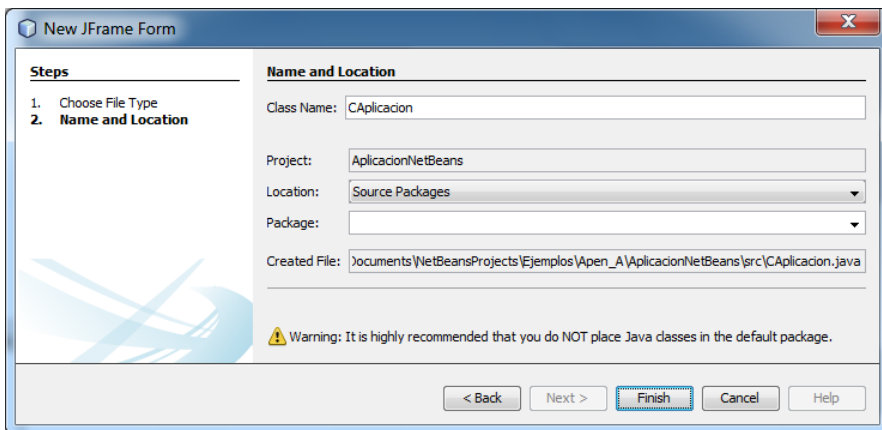 New JFrame Form
Steps
1. Choose File Type
2. Name and Location
Name and Location
Class Name: CAplicacion
Project: AplicacionNetBeans
Location: Source Packages
Package:
Created File: Documents\NetBeansProjects\Ejemplos\Apen_A\AplicacionNetBeans\src\CAplicacion.java
Warning: It is highly recommended that you do NOT place Java classes in the default package.
< Back Next > Finish Cancel Help